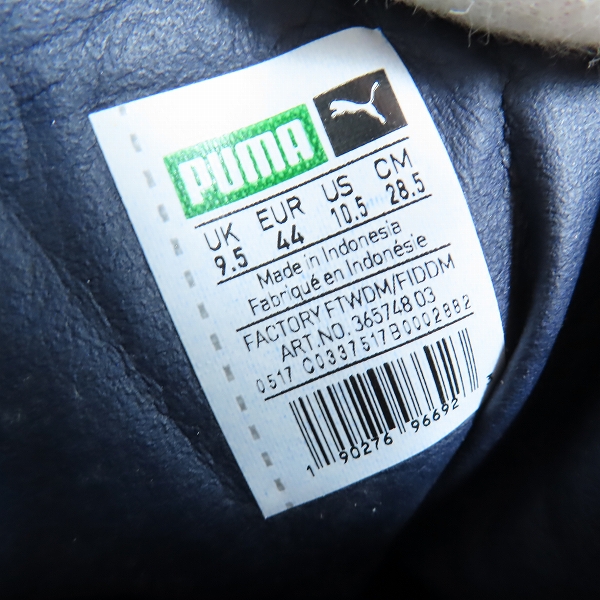 PUMA
UK EUR US CM
9.5 44 10.5 28.5
Made in Indonesia
Fabriqué en Indonésie
FACTORY FTWDM/FIDDM
ART.NO. 365748 03
0517 C0337517B0002882
1 90276 96692